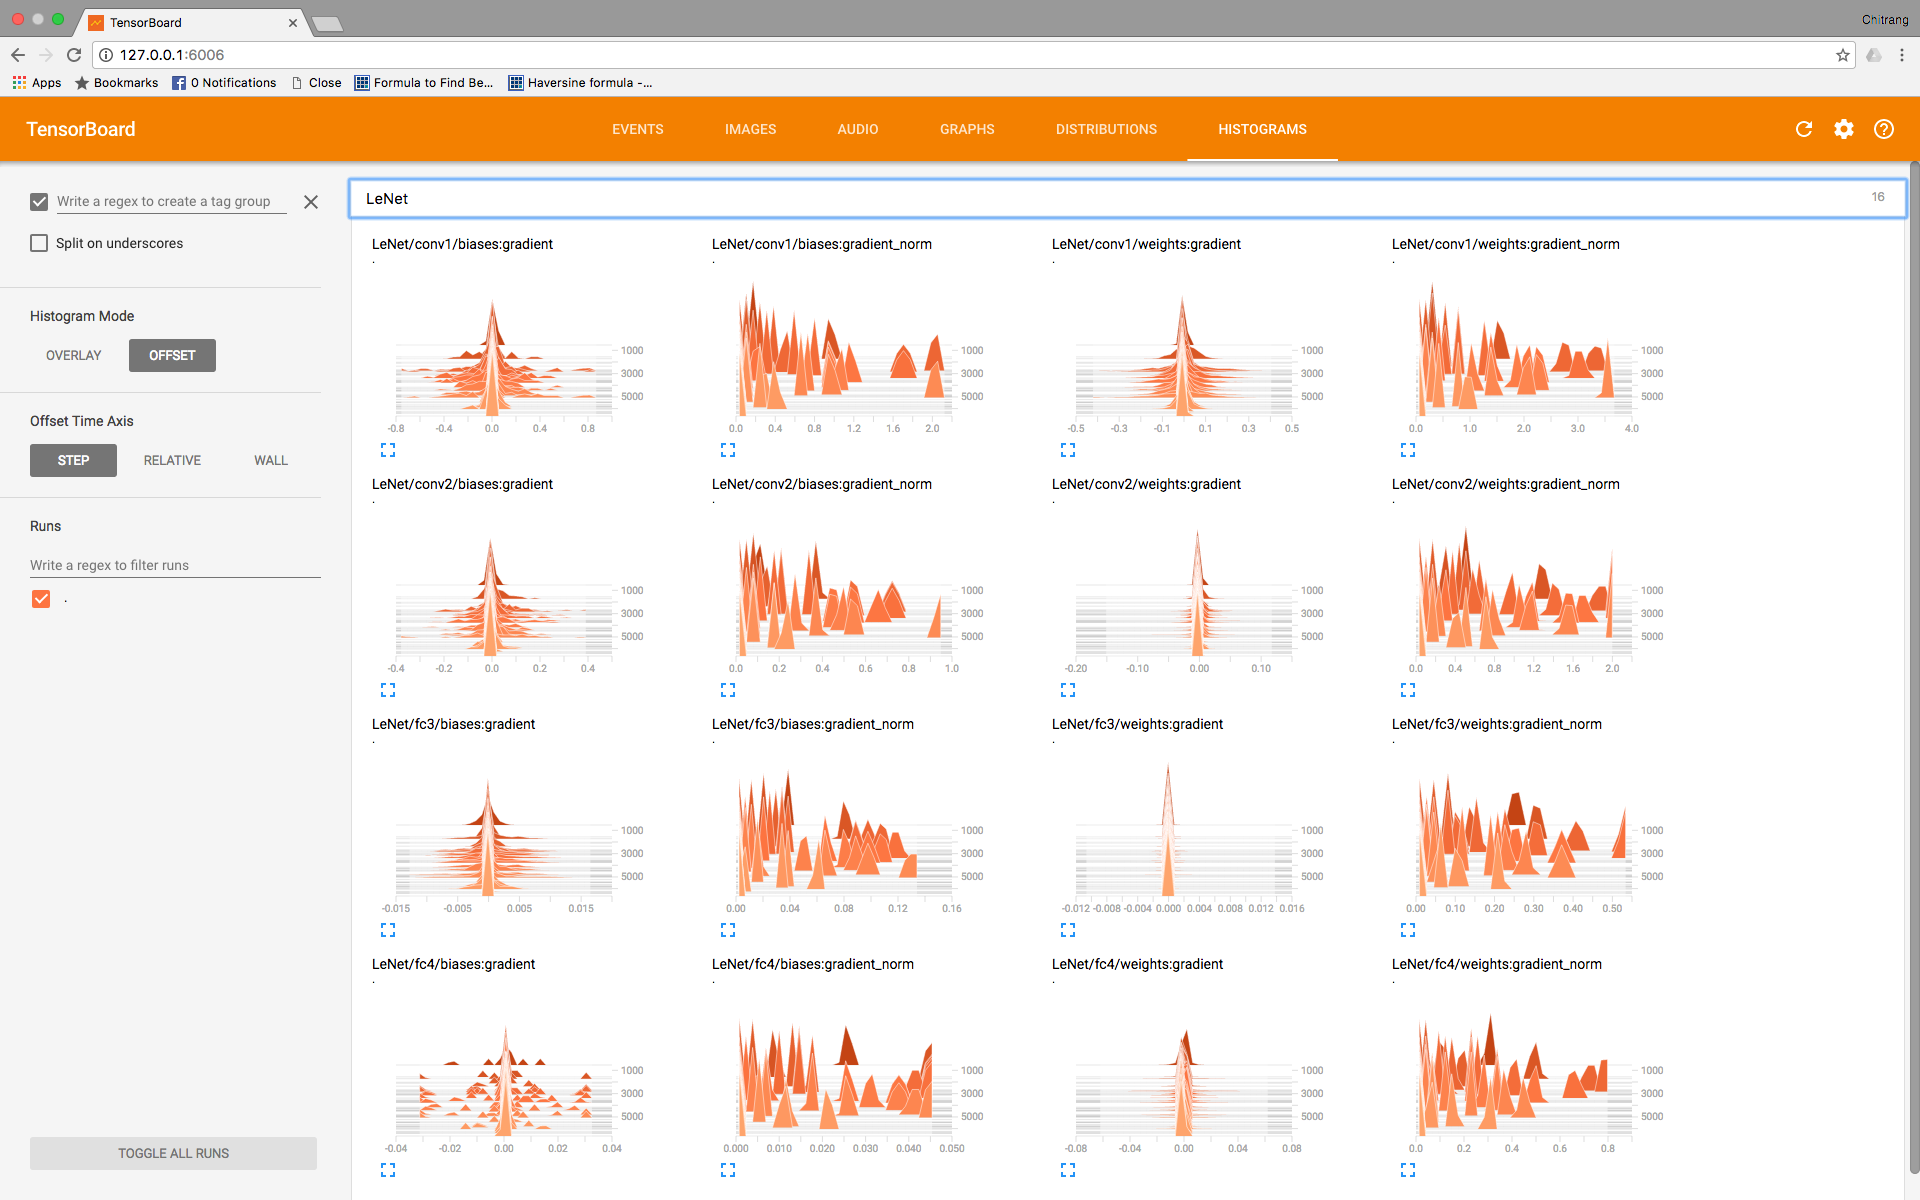 TensorBoard
Chitrang
127.0.0.1:6006
Apps Bookmarks 0 Notifications Close Formula to Find Be... Haversine formula -...
TensorBoard EVENTS IMAGES AUDIO GRAPHS DISTRIBUTIONS HISTOGRAMS
Write a regex to create a tag group
Split on underscores
Histogram Mode
OVERLAY OFFSET
Offset Time Axis
STEP RELATIVE WALL
Runs
Write a regex to filter runs
.
TOGGLE ALL RUNS
LeNet 16
LeNet/conv1/biases:gradient LeNet/conv1/biases:gradient_norm LeNet/conv1/weights:gradient LeNet/conv1/weights:gradient_norm
. . . .
1000 1000 1000 1000
3000 3000 3000 3000
5000 5000 5000 5000
-0.8 -0.4 0.0 0.4 0.8 0.0 0.4 0.8 1.2 1.6 2.0 -0.5 -0.3 -0.1 0.1 0.3 0.5 0.0 1.0 2.0 3.0 4.0
LeNet/conv2/biases:gradient LeNet/conv2/biases:gradient_norm LeNet/conv2/weights:gradient LeNet/conv2/weights:gradient_norm
. . . .
1000 1000 1000 1000
3000 3000 3000 3000
5000 5000 5000 5000
-0.4 -0.2 0.0 0.2 0.4 0.0 0.2 0.4 0.6 0.8 1.0 -0.20 -0.10 0.00 0.10 0.0 0.4 0.8 1.2 1.6 2.0
LeNet/fc3/biases:gradient LeNet/fc3/biases:gradient_norm LeNet/fc3/weights:gradient LeNet/fc3/weights:gradient_norm
. . . .
1000 1000 1000 1000
3000 3000 3000 3000
5000 5000 5000 5000
-0.015 -0.005 0.005 0.015 0.00 0.04 0.08 0.12 0.16 -0.012 -0.008 -0.004 0.000 0.004 0.008 0.012 0.016 0.00 0.10 0.20 0.30 0.40 0.50
LeNet/fc4/biases:gradient LeNet/fc4/biases:gradient_norm LeNet/fc4/weights:gradient LeNet/fc4/weights:gradient_norm
. . . .
1000 1000 1000 1000
3000 3000 3000 3000
5000 5000 5000 5000
-0.04 -0.02 0.00 0.02 0.04 0.000 0.010 0.020 0.030 0.040 0.050 -0.08 -0.04 0.00 0.04 0.08 0.0 0.2 0.4 0.6 0.8